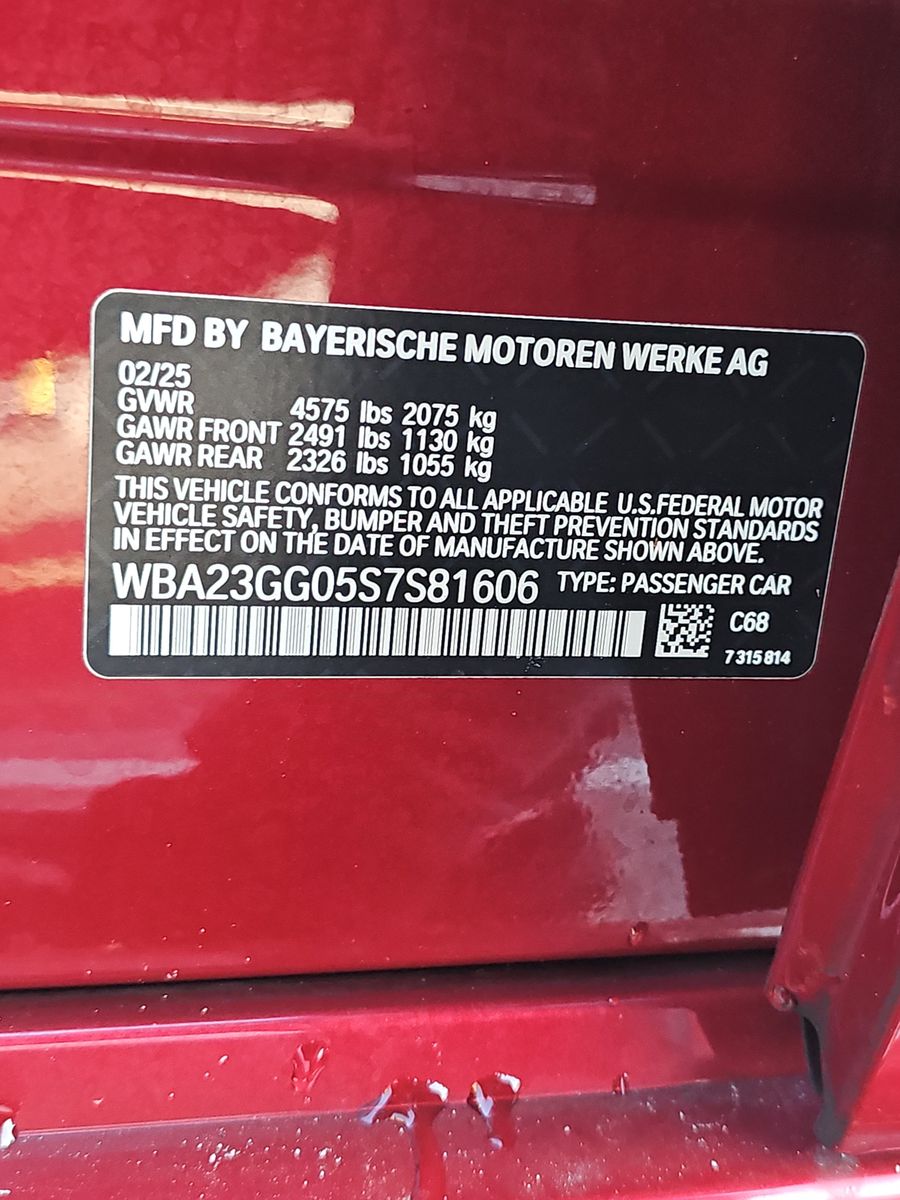 MFD BY BAYERISCHE MOTOREN WERKE AG
02/25
GVWR 4575 lbs 2075 kg
GAWR FRONT 2491 lbs 1130 kg
GAWR REAR 2326 lbs 1055 kg
THIS VEHICLE CONFORMS TO ALL APPLICABLE U.S.FEDERAL MOTOR
VEHICLE SAFETY, BUMPER AND THEFT PREVENTION STANDARDS
IN EFFECT ON THE DATE OF MANUFACTURE SHOWN ABOVE.
WBA23GG05S7S81606 TYPE: PASSENGER CAR
C68
7 315 814